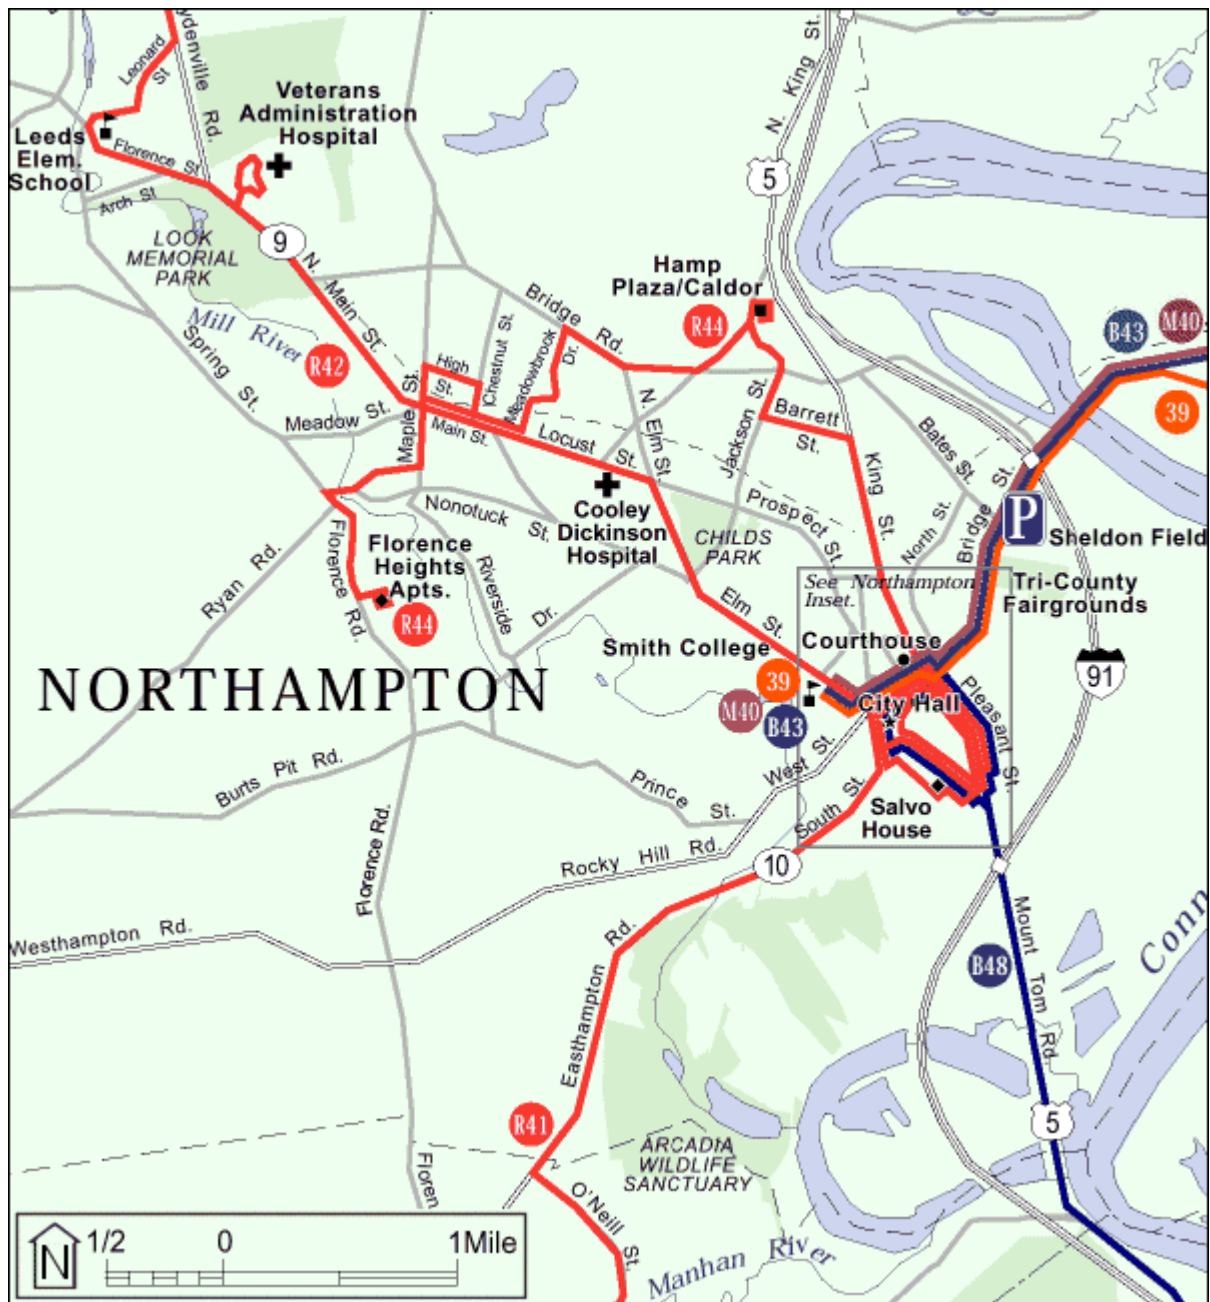 Leonard
St
ydenville
Rd.
N. King St.
Veterans
Administration
Hospital
Leeds
Elem.
School
Florence St.
Arch St
5
9
LOOK
MEMORIAL
PARK
N. Main St.
Hamp
Plaza/Caldor
Bridge Rd.
R44
B43
M40
39
Mill River
R42
Spring St.
High
St.
Chestnut St.
Meadowbrook
Dr.
Meadow St.
Maple St.
Main St.
Locust St.
N Elm St.
Jackson St.
Barrett
St.
King St.
Bates St.
Bridge St.
North St.
Prospect St.
P
Sheldon Field
Nonotuck St.
Cooley
Dickinson
Hospital
CHILDS
PARK
Florence
Heights
Apts.
R44
Ryan Rd.
Florence Rd.
Riverside
Dr.
See Northampton
Inset.
Tri-County
Fairgrounds
Elm St.
Courthouse
Smith College
39
M40
B43
City Hall
Pleasant St.
91
NORTHAMPTON
West St.
South St.
Salvo
House
Burts Pit Rd.
Prince St.
Rocky Hill Rd.
10
Florence Rd.
Westhampton Rd.
Easthampton Rd.
Mount Tom Rd.
B48
Conn
5
R41
ARCADIA
WILDLIFE
SANCTUARY
Floren
O'Neill St.
Manhan River
N
1/2 0 1Mile